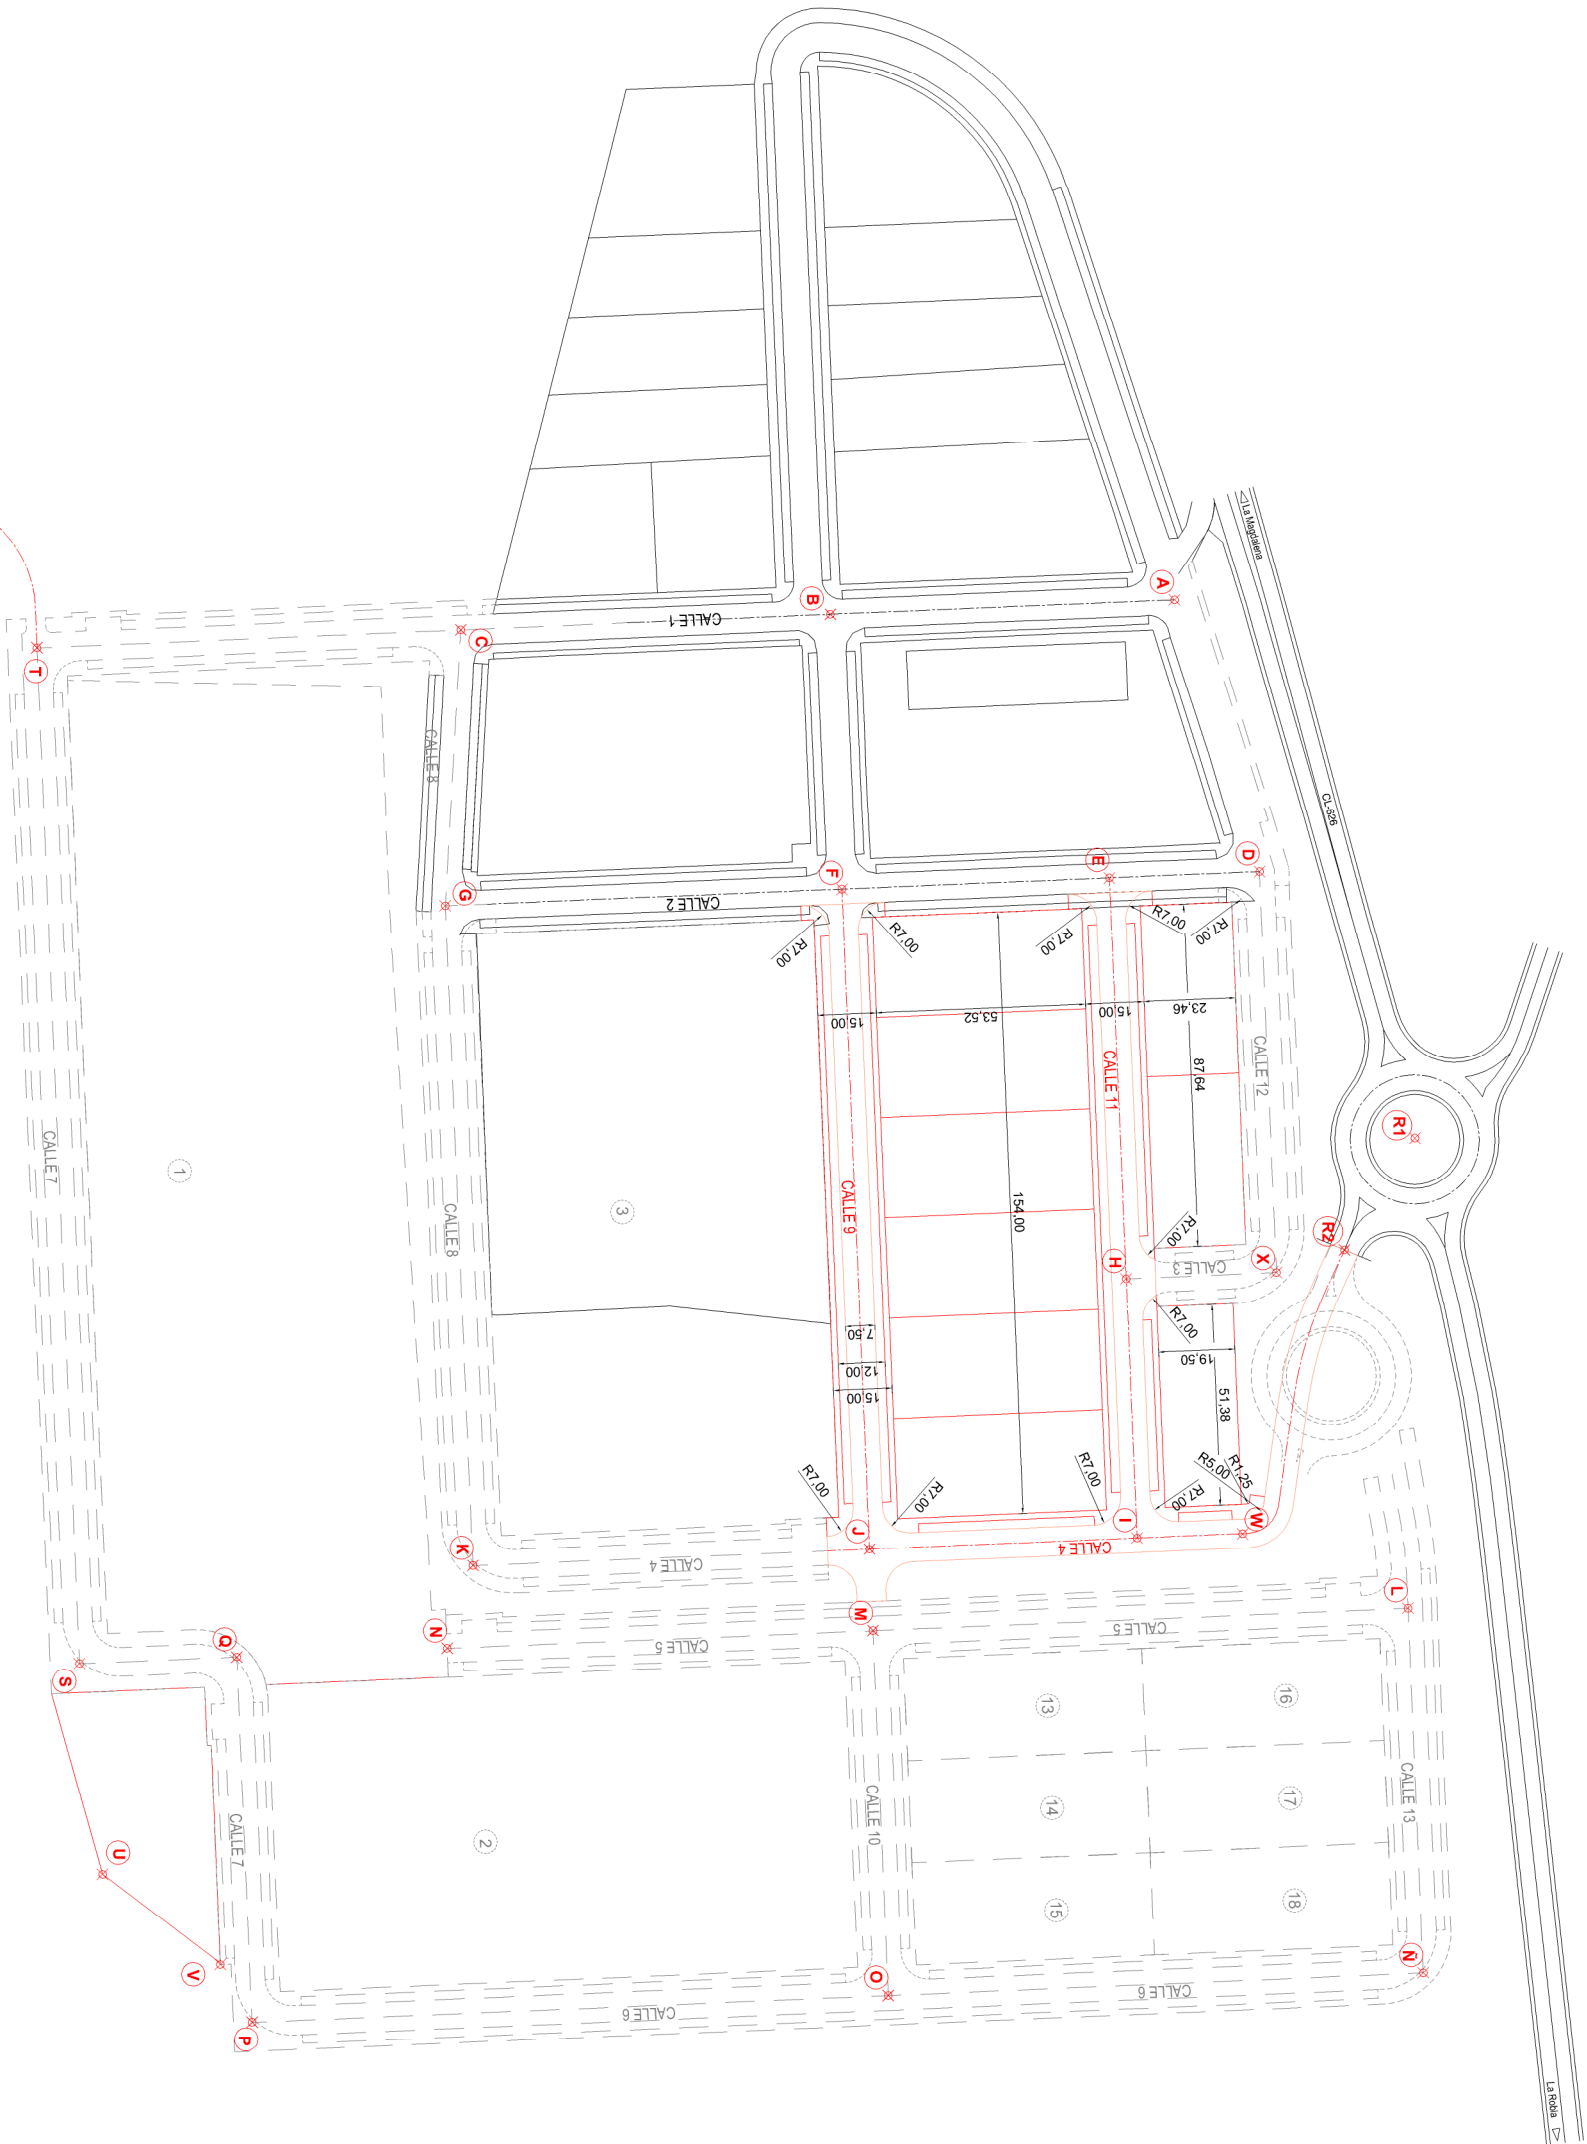 La Magdalena
A
B
CALLE 1
C
T
CALLE 8
CL-626
D
E
F
G
CALLE 2
R7,00
R7,00
R7,00
R7,00
R7,00
15,00
53,52
15,00
23,46
87,64
CALLE 12
CALLE 11
R1
CALLE 7
1
CALLE 8
3
CALLE 9
154,00
R7,00
R2
H
CALLE 3
X
R7,00
7,50
12,00
15,00
19,50
51,38
R7,00
R7,00
R7,00
R7,00
R5,00
R1,25
K
CALLE 4
J
I
CALLE 4
W
L
M
N
CALLE 5
CALLE 5
Q
S
13
16
14
17
15
18
CALLE 10
CALLE 13
2
CALLE 7
U
V
O
Ñ
P
CALLE 6
CALLE 6
La Robla